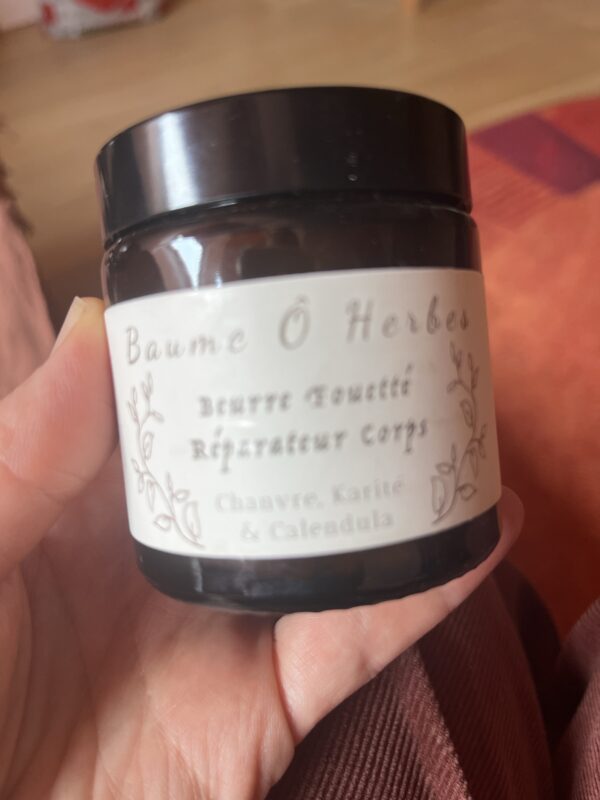 Baume Ô Herbes
Beurre Fouetté
Réparateur Corps
Chanvre, Karité
& Calendula